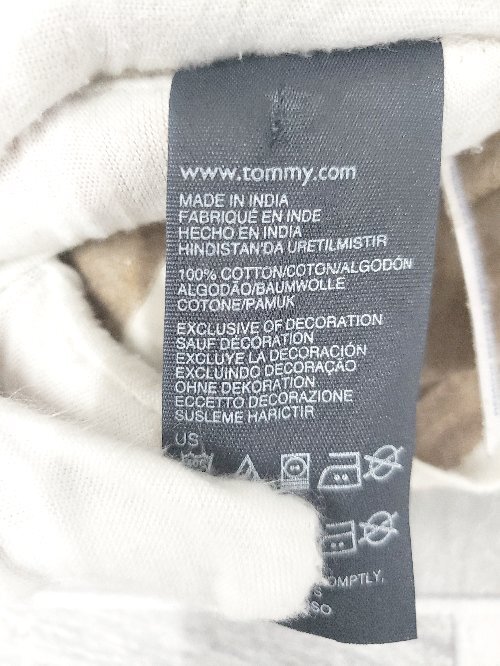 www.tommy.com
MADE IN INDIA
FABRIQUÉ EN INDE
HECHO EN INDIA
HINDISTAN'DA URETILMISTIR
100% COTTON/COTON/ALGODÓN
ALGODÃO/BAUMWOLLE
COTONE/PAMUK
EXCLUSIVE OF DECORATION
SAUF DÉCORATION
EXCLUYE LA DECORACIÓN
EXCLUINDO DECORAÇÃO
OHNE DEKORATION
ECCETTO DECORAZIONE
SUSLEME HARICTIR
US
OMPTLY,